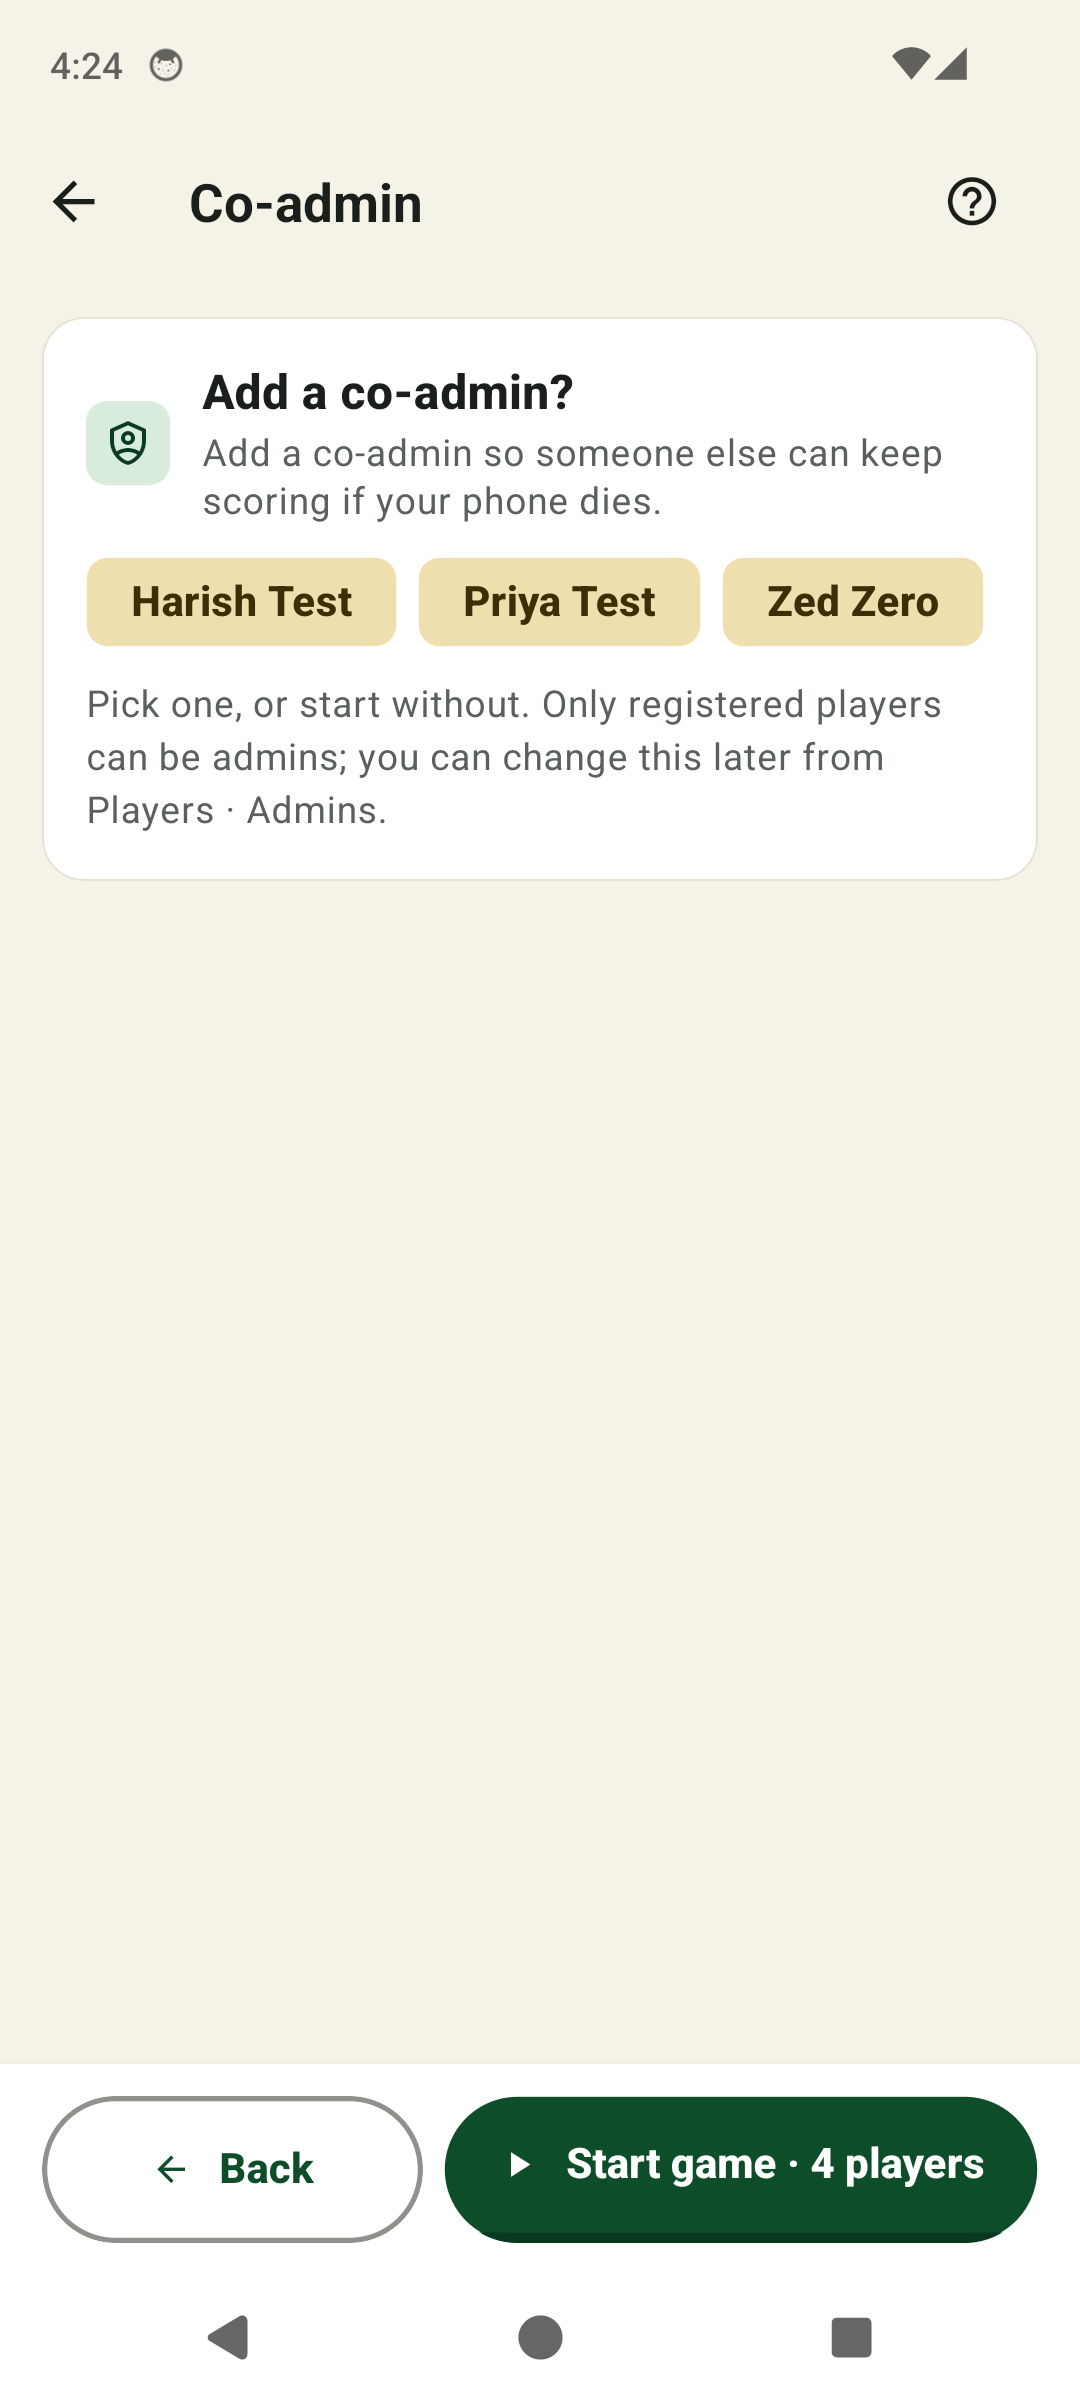 4:24
Co-admin
Add a co-admin?
Add a co-admin so someone else can keep
scoring if your phone dies.
Harish Test
Priya Test
Zed Zero
Pick one, or start without. Only registered players
can be admins; you can change this later from
Players · Admins.
Back
Start game · 4 players